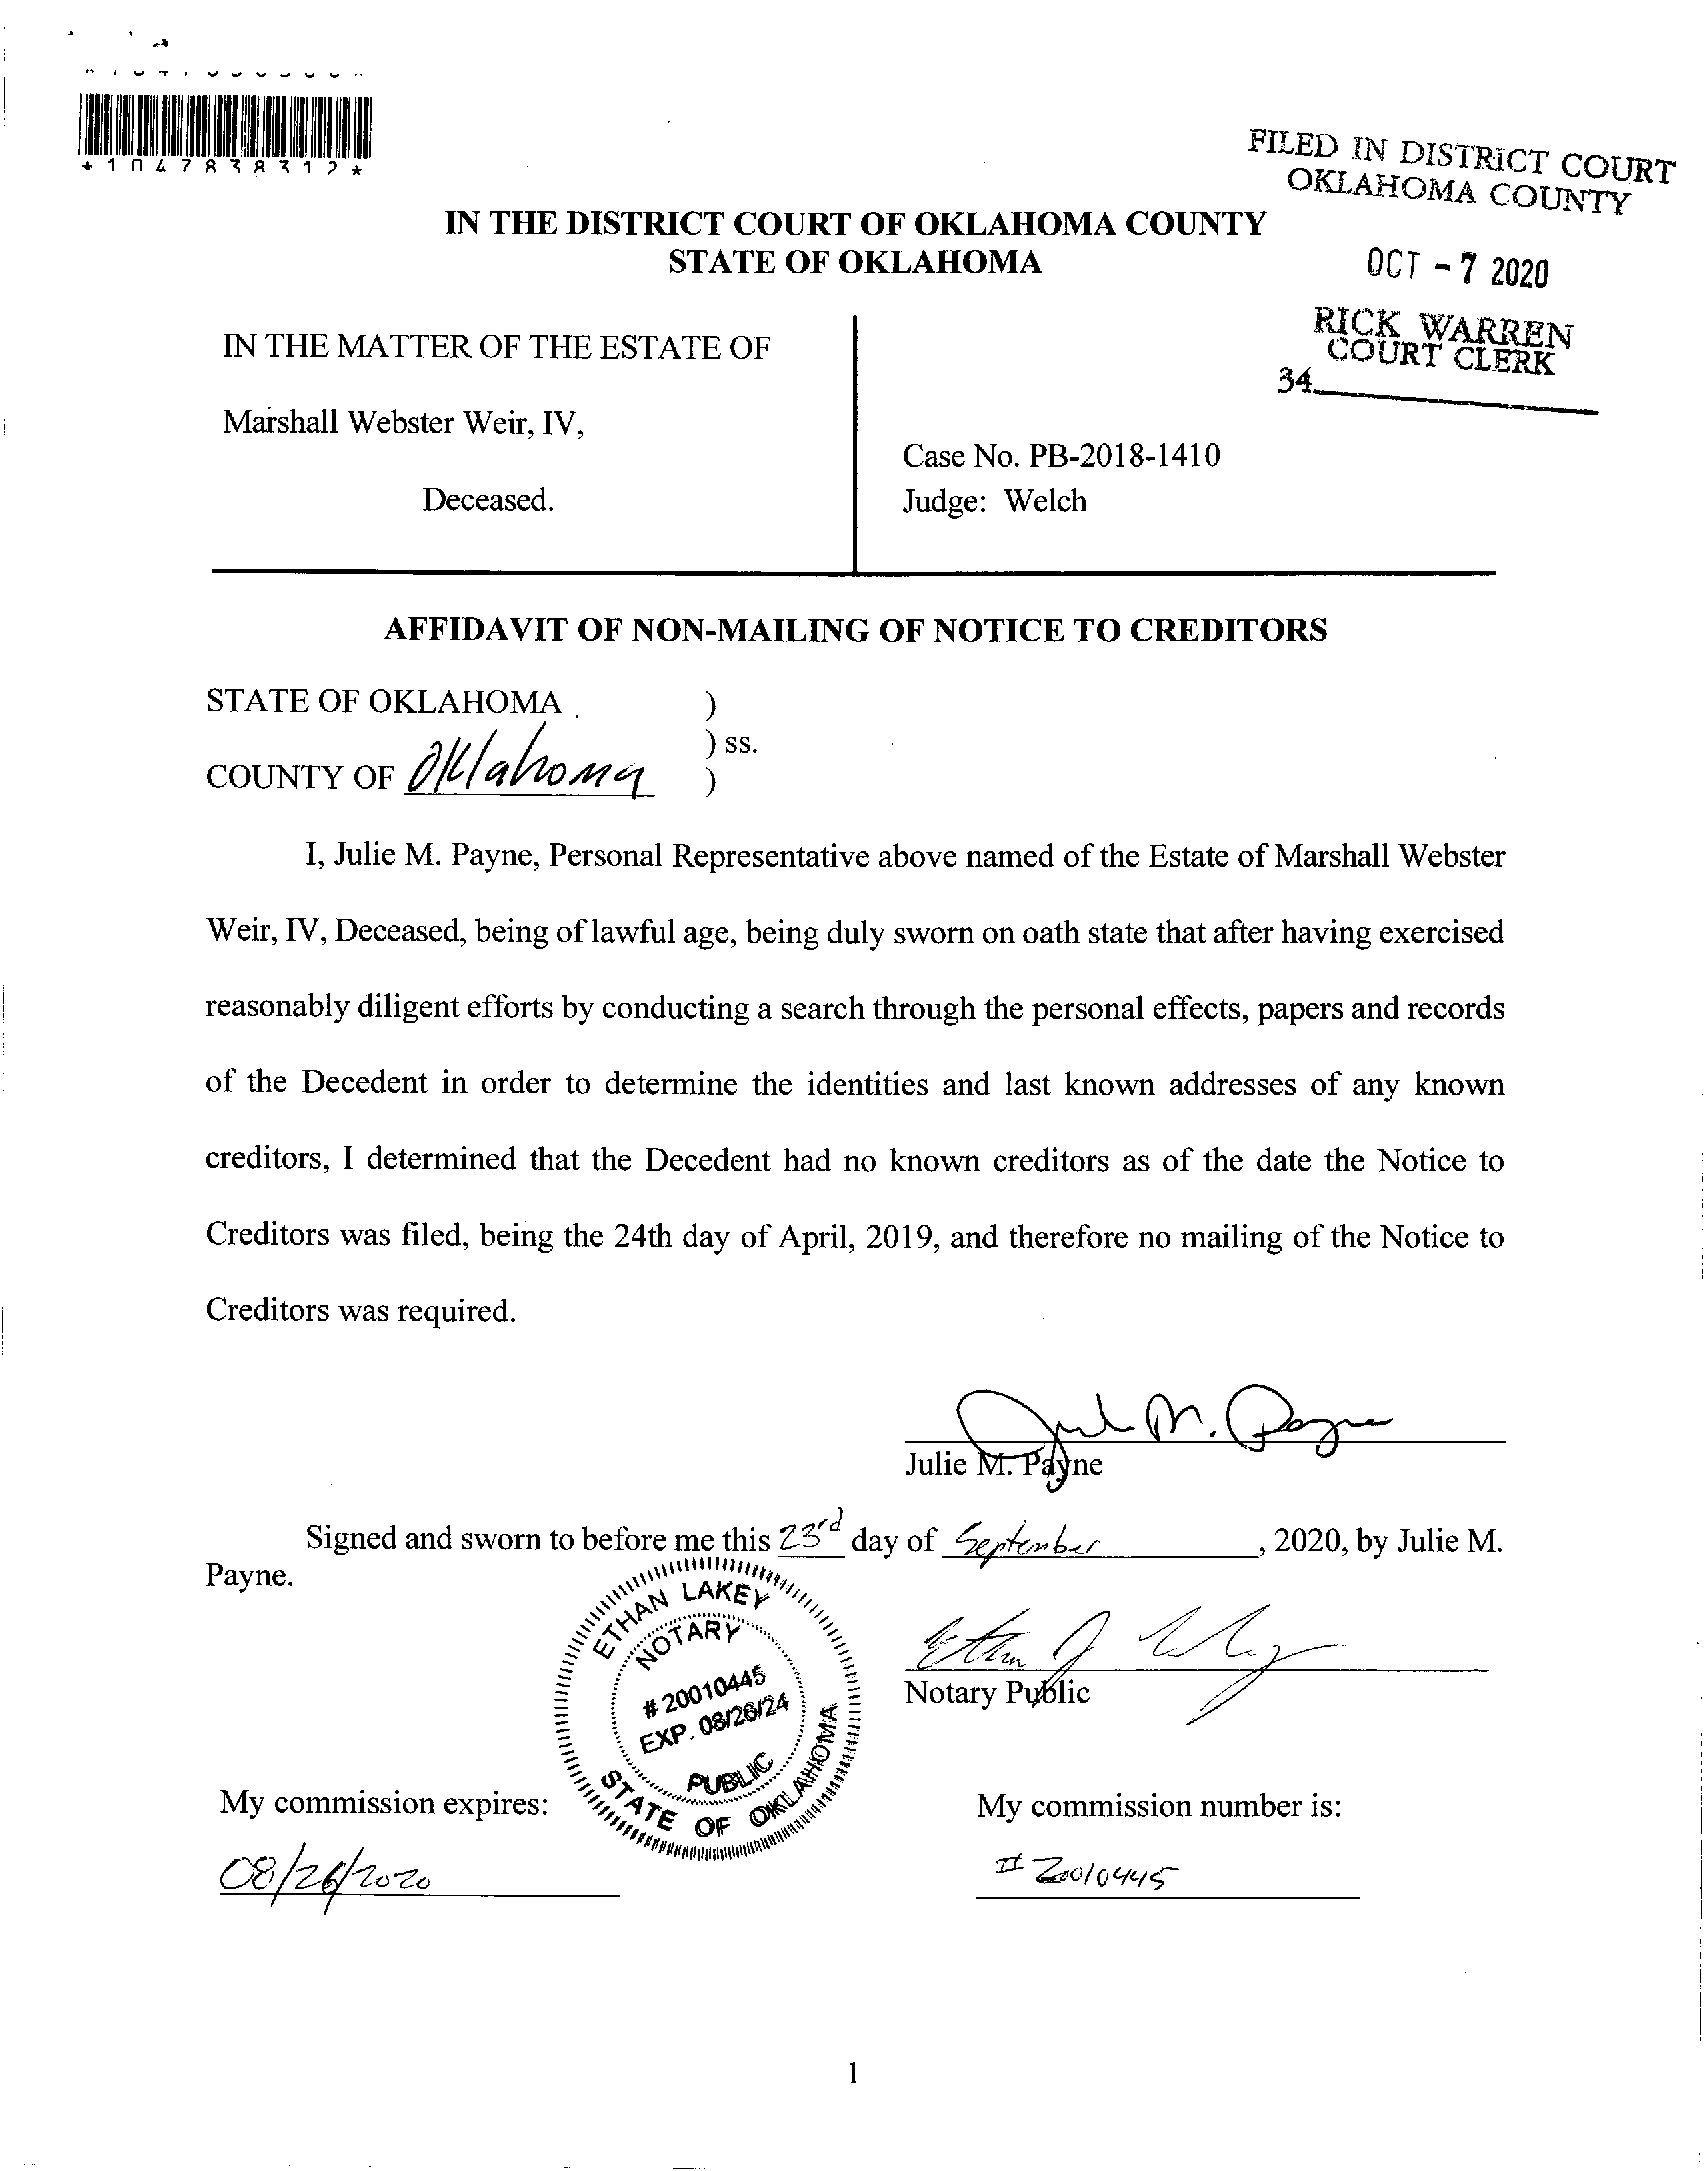 *1047838312*
FILED IN DISTRICT COURT
OKLAHOMA COUNTY
OCT - 7 2020
RICK WARREN
COURT CLERK
34
IN THE DISTRICT COURT OF OKLAHOMA COUNTY
STATE OF OKLAHOMA
IN THE MATTER OF THE ESTATE OF
Marshall Webster Weir, IV,
Deceased.
Case No. PB-2018-1410
Judge: Welch
AFFIDAVIT OF NON-MAILING OF NOTICE TO CREDITORS
STATE OF OKLAHOMA )
) ss.
COUNTY OF Oklahoma )
I, Julie M. Payne, Personal Representative above named of the Estate of Marshall Webster
Weir, IV, Deceased, being of lawful age, being duly sworn on oath state that after having exercised
reasonably diligent efforts by conducting a search through the personal effects, papers and records
of the Decedent in order to determine the identities and last known addresses of any known
creditors, I determined that the Decedent had no known creditors as of the date the Notice to
Creditors was filed, being the 24th day of April, 2019, and therefore no mailing of the Notice to
Creditors was required.
Julie M. Payne
Julie M. Payne
Signed and sworn to before me this 23rd day of September, 2020, by Julie M.
Payne.
ETHAN LAKEY
NOTARY
# 20010445
EXP. 08/26/24
PUBLIC
STATE OF OKLAHOMA
Notary Public
My commission expires:
08/26/2020
My commission number is:
# 20010445
1